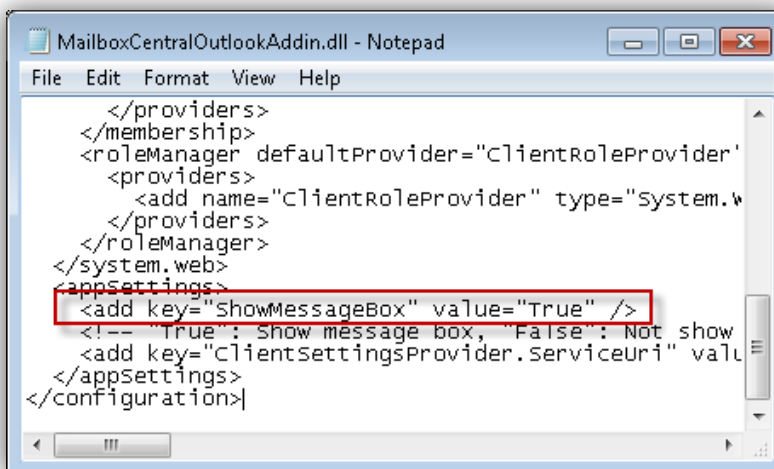 MailboxCentralOutlookAddin.dll - Notepad
File Edit Format View Help
</providers>
</membership>
<roleManager defaultProvider="ClientRoleProvider"
<providers>
<add name="ClientRoleProvider" type="System.W
</providers>
</roleManager>
</system.web>
<appSettings>
<add key="ShowMessageBox" value="True" />
<!-- "True": Show message box, "False": Not show
<add key="ClientSettingsProvider.ServiceUri" valu
</appSettings>
</configuration>